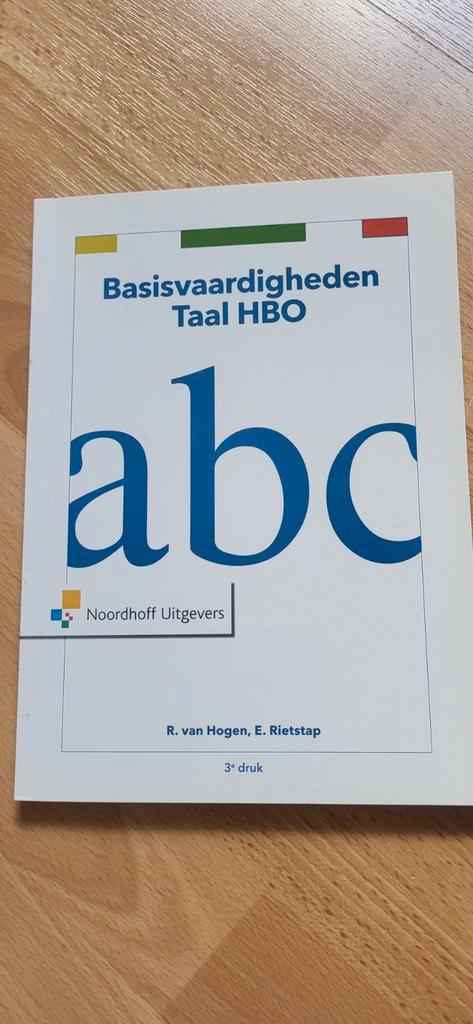 Basisvaardigheden
Taal HBO
abc
Noordhoff Uitgevers
R. van Hogen, E. Rietstap
3e druk